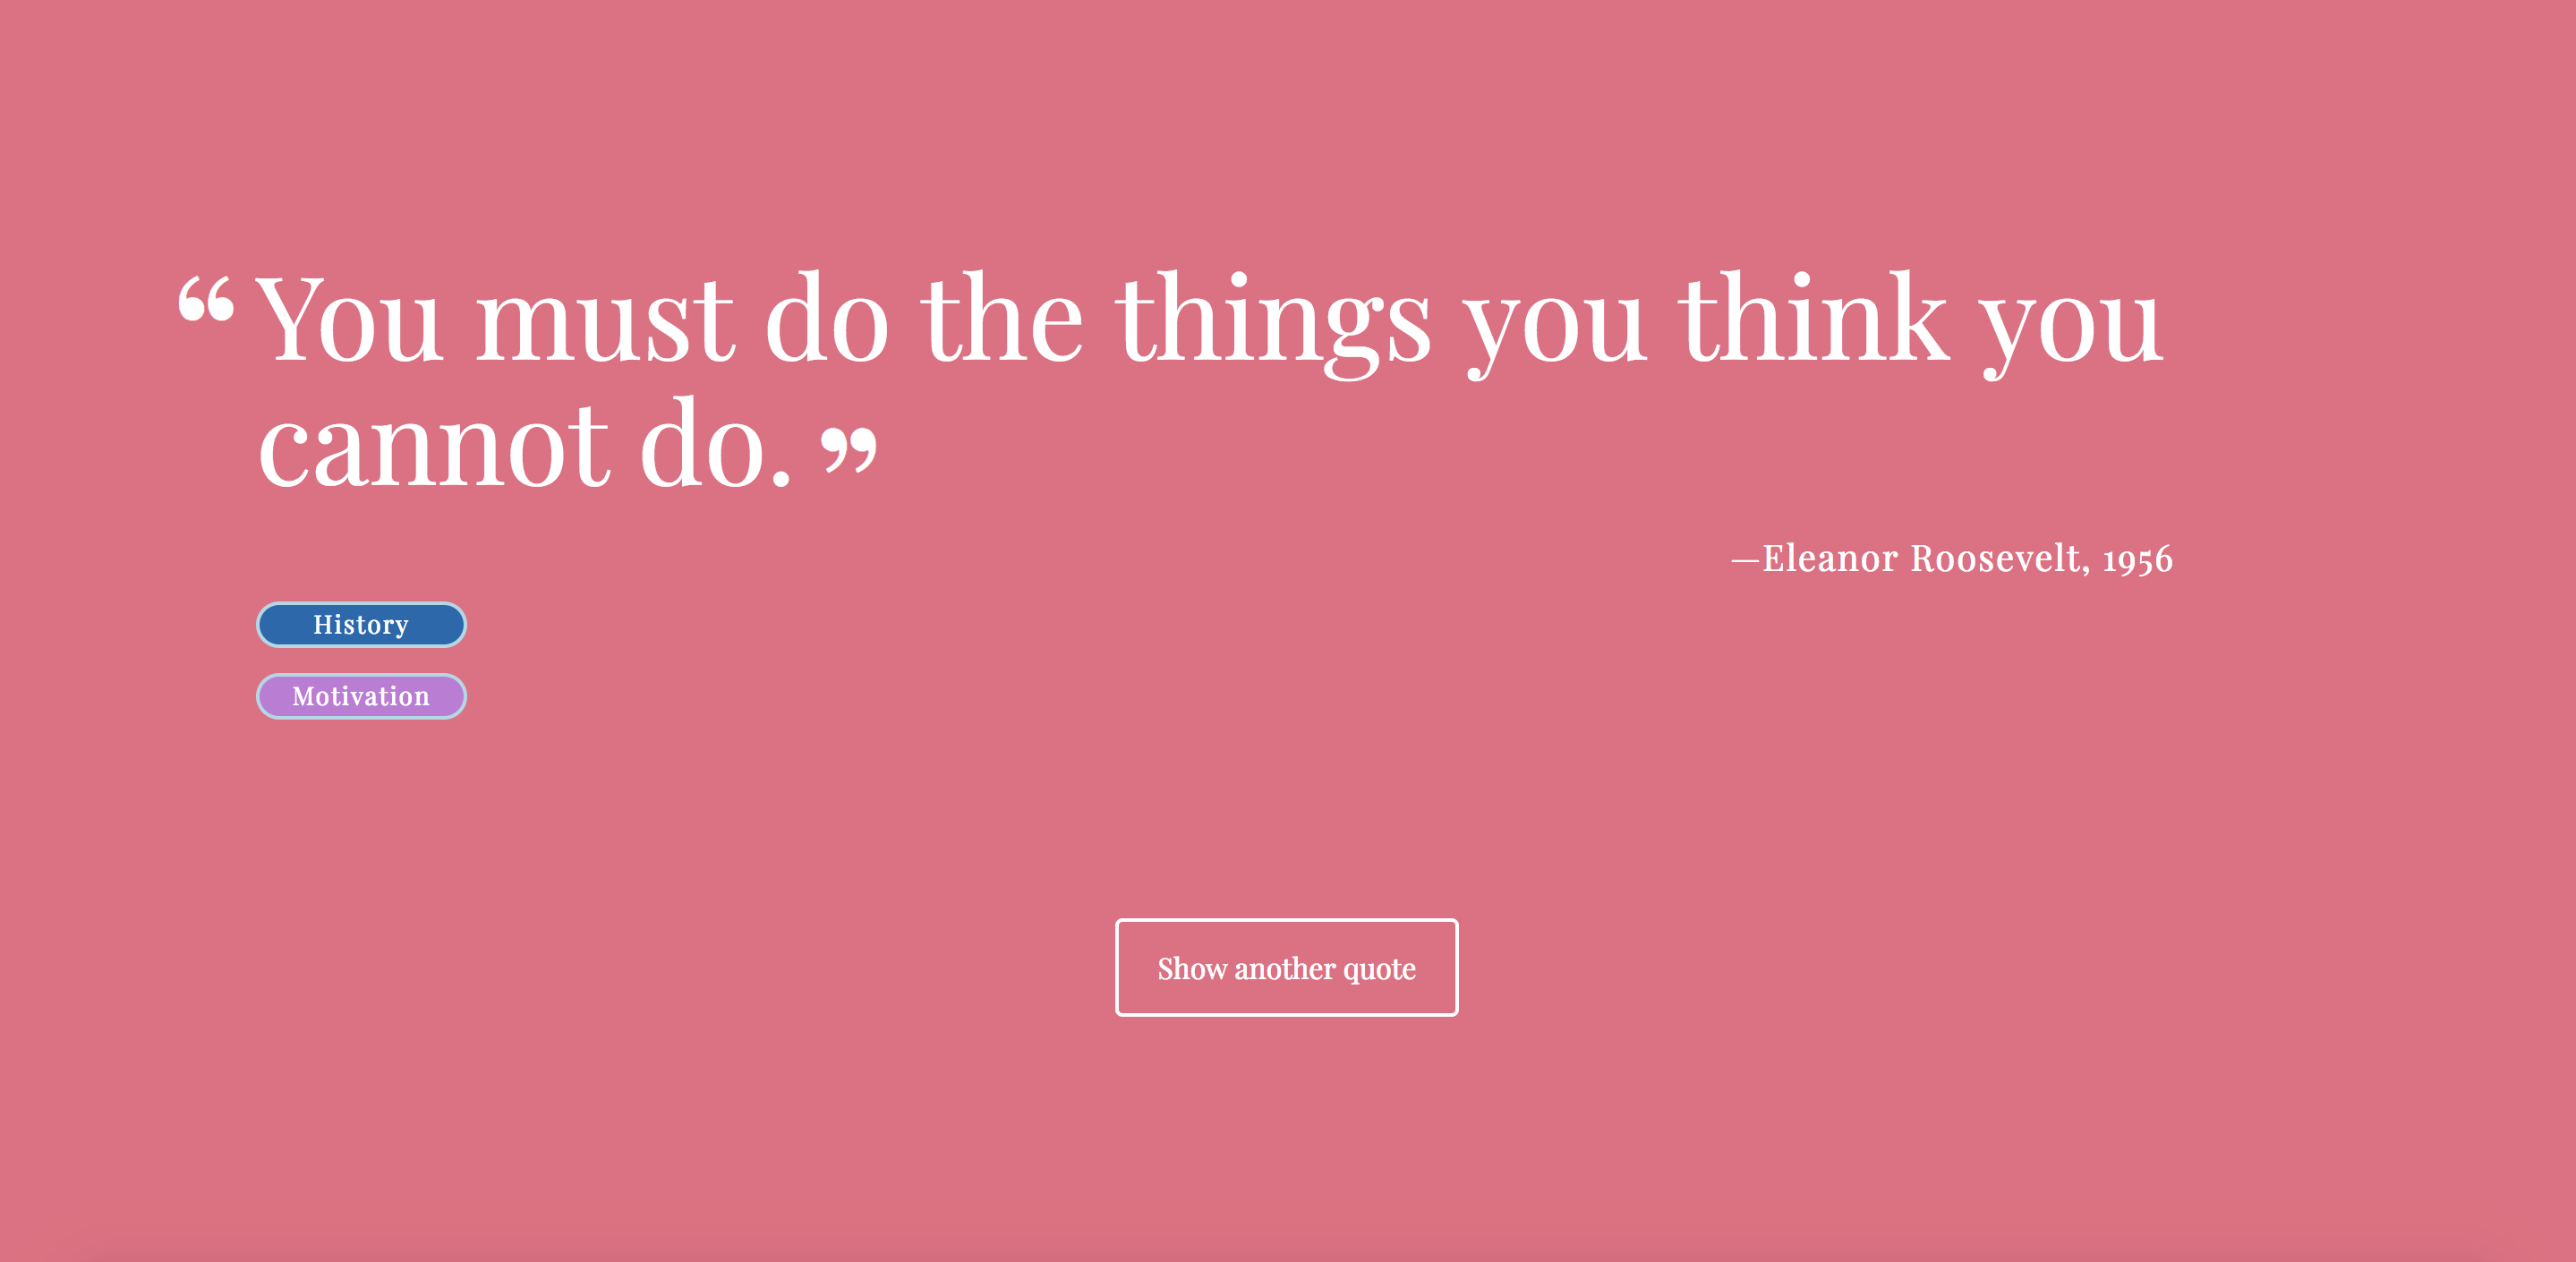 “ You must do the things you think you
cannot do. ”
—Eleanor Roosevelt, 1956
History
Motivation
Show another quote